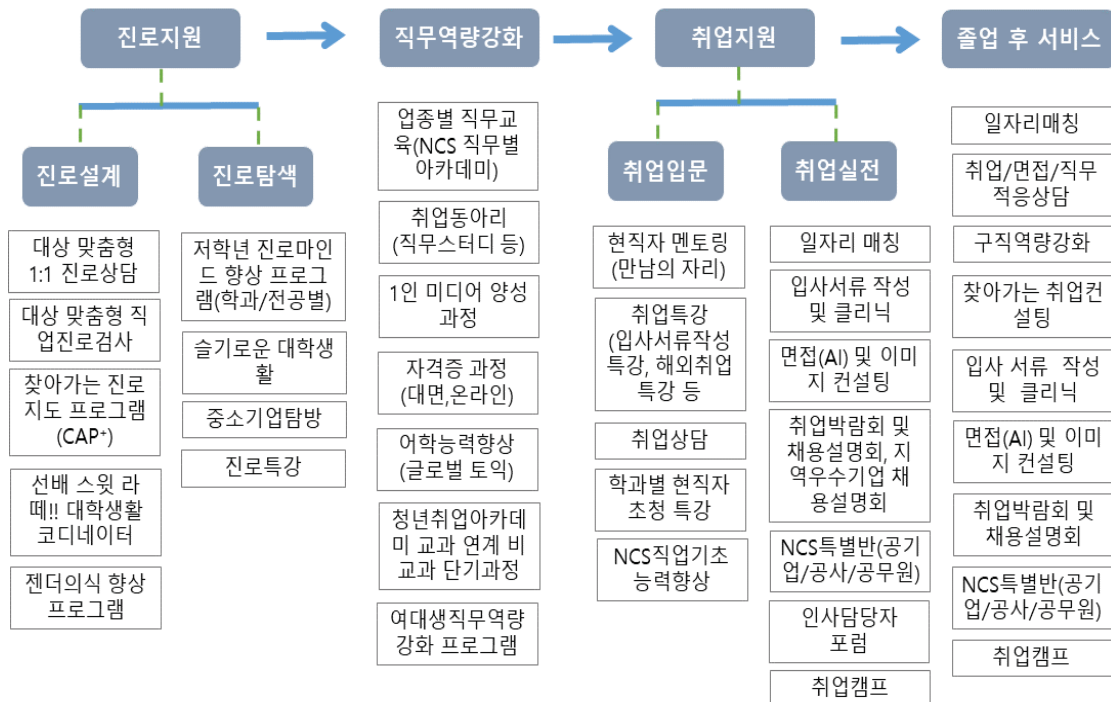 진로지원
직무역량강화
취업지원
졸업 후 서비스
진로설계
진로탐색
대상 맞춤형
1:1 진로상담
대상 맞춤형 직
업진로검사
찾아가는 진로
지도 프로그램
(CAP⁺)
선배 스윗 라
떼!! 대학생활
코디네이터
젠더의식 향상
프로그램
저학년 진로마인
드 향상 프로그
램(학과/전공별)
슬기로운 대학생
활
중소기업탐방
진로특강
업종별 직무교
육(NCS 직무별
아카데미)
취업동아리
(직무스터디 등)
1인 미디어 양성
과정
자격증 과정
(대면,온라인)
어학능력향상
(글로벌 토익)
청년취업아카데
미 교과 연계 비
교과 단기과정
여대생직무역량
강화 프로그램
취업입문
취업실전
현직자 멘토링
(만남의 자리)
취업특강
(입사서류작성
특강, 해외취업
특강 등
취업상담
학과별 현직자
초청 특강
NCS직업기초
능력향상
일자리 매칭
입사서류 작성
및 클리닉
면접(AI) 및 이미
지 컨설팅
취업박람회 및
채용설명회, 지
역우수기업 채
용설명회
NCS특별반(공기
업/공사/공무원)
인사담당자
포럼
취업캠프
일자리매칭
취업/면접/직무
적응상담
구직역량강화
찾아가는 취업컨
설팅
입사 서류 작성
및 클리닉
면접(AI) 및 이미
지 컨설팅
취업박람회 및
채용설명회
NCS특별반(공기
업/공사/공무원)
취업캠프